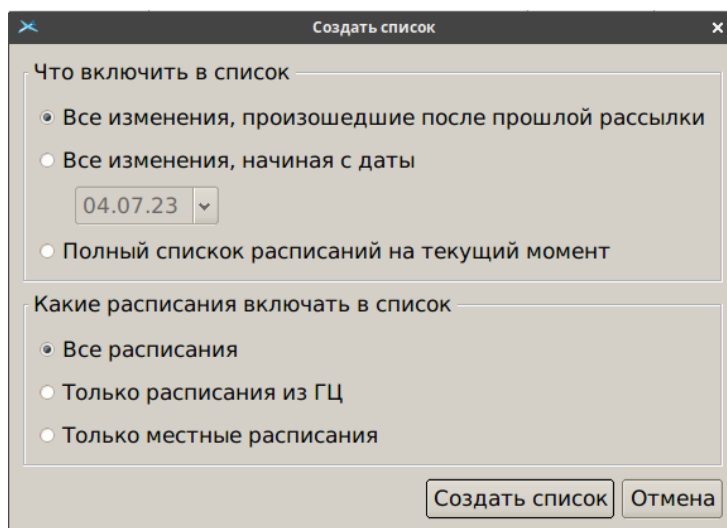 Создать список
Что включить в список
Все изменения, произошедшие после прошлой рассылки
Все изменения, начиная с даты
04.07.23
Полный спискок расписаний на текущий момент
Какие расписания включать в список
Все расписания
Только расписания из ГЦ
Только местные расписания
Создать список Отмена